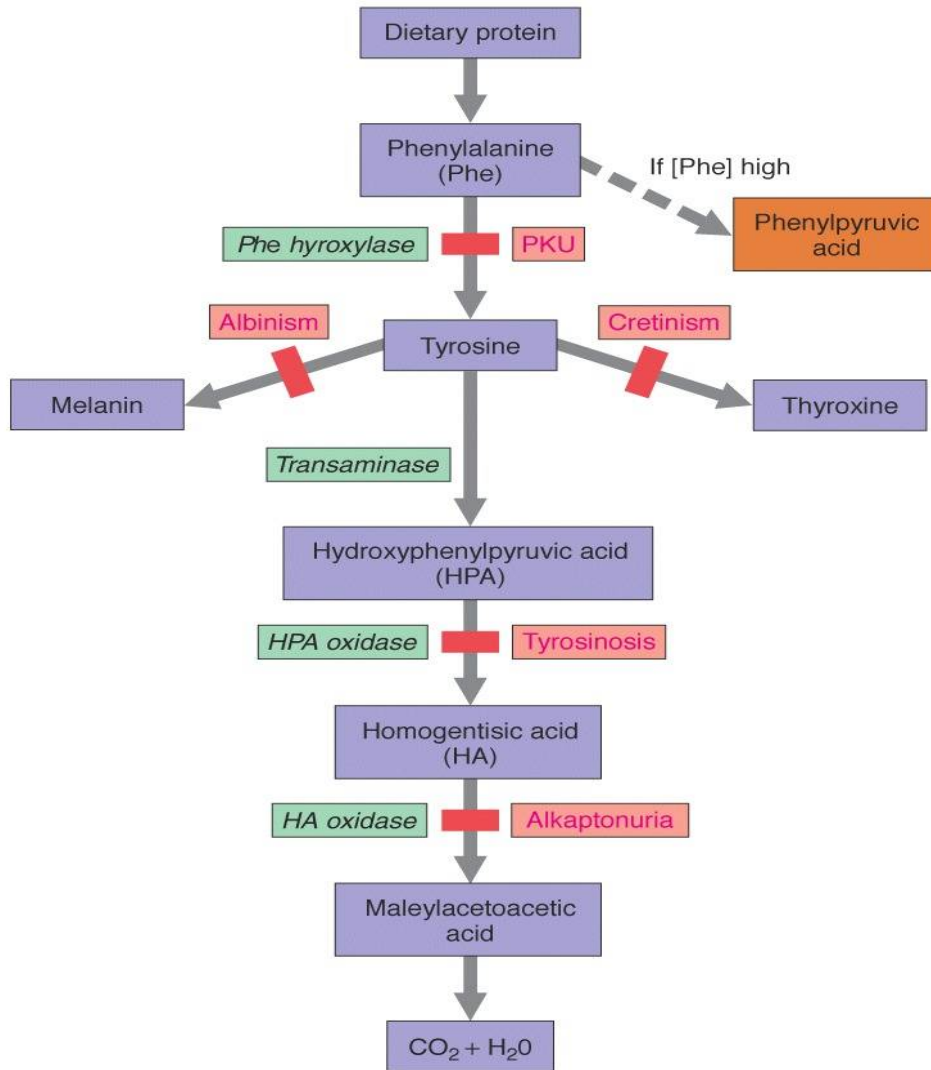 Dietary protein
Phenylalanine
(Phe)
If [Phe] high
Phenylpyruvic
acid
Phe hyroxylase
PKU
Albinism
Cretinism
Tyrosine
Melanin
Thyroxine
Transaminase
Hydroxyphenylpyruvic acid
(HPA)
HPA oxidase
Tyrosinosis
Homogentisic acid
(HA)
HA oxidase
Alkaptonuria
Maleylacetoacetic
acid
CO₂ + H₂0